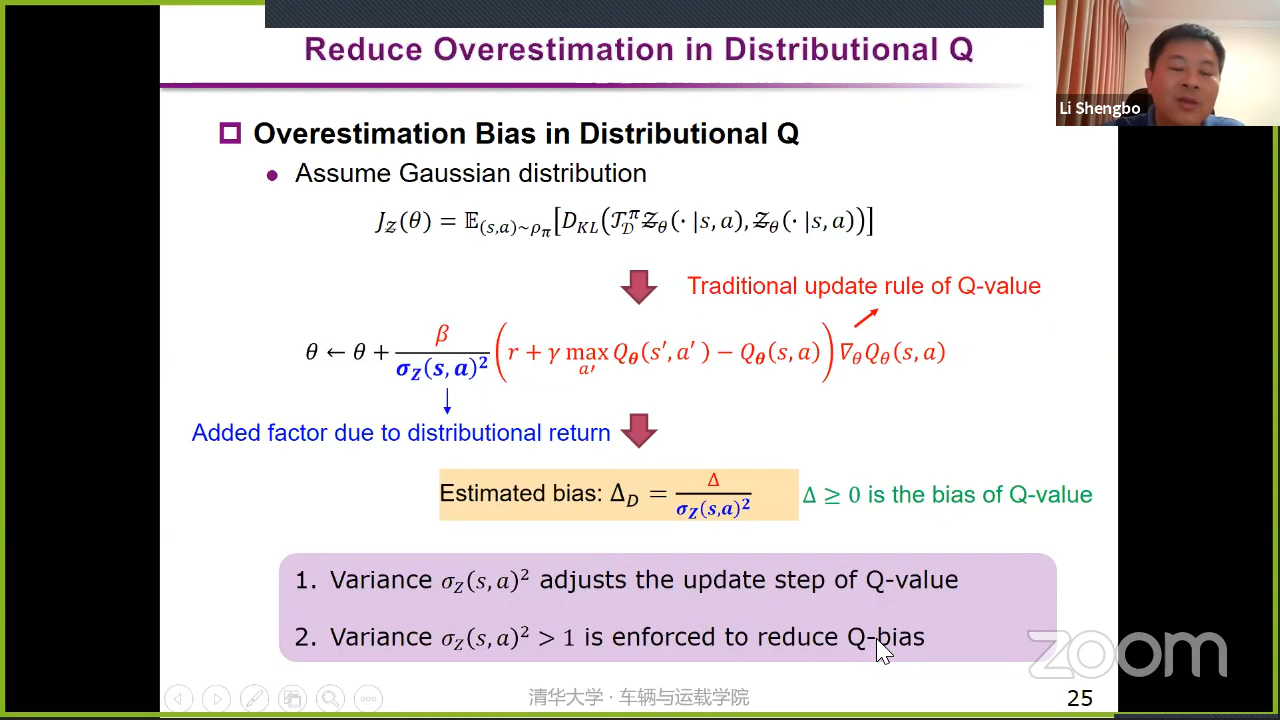 Reduce Overestimation in Distributional Q
Li Shengbo
Overestimation Bias in Distributional Q
• Assume Gaussian distribution
J_𝒵(θ) = 𝔼_{(s,a)∼ρ_π}[D_{KL}(𝒯_𝒟^π 𝒵_θ(· |s, a), 𝒵_θ(· |s, a))]
Traditional update rule of Q-value
θ ← θ + β/σ_Z(s, a)² (r + γ max_{a′} Q_θ(s′, a′) − Q_θ(s, a)) ∇_θ Q_θ(s, a)
Added factor due to distributional return
Estimated bias: Δ_D = Δ/σ_Z(s,a)² Δ ≥ 0 is the bias of Q-value
1. Variance σ_Z(s, a)² adjusts the update step of Q-value
2. Variance σ_Z(s, a)² > 1 is enforced to reduce Q-bias
zoom
清华大学 · 车辆与运载学院
25